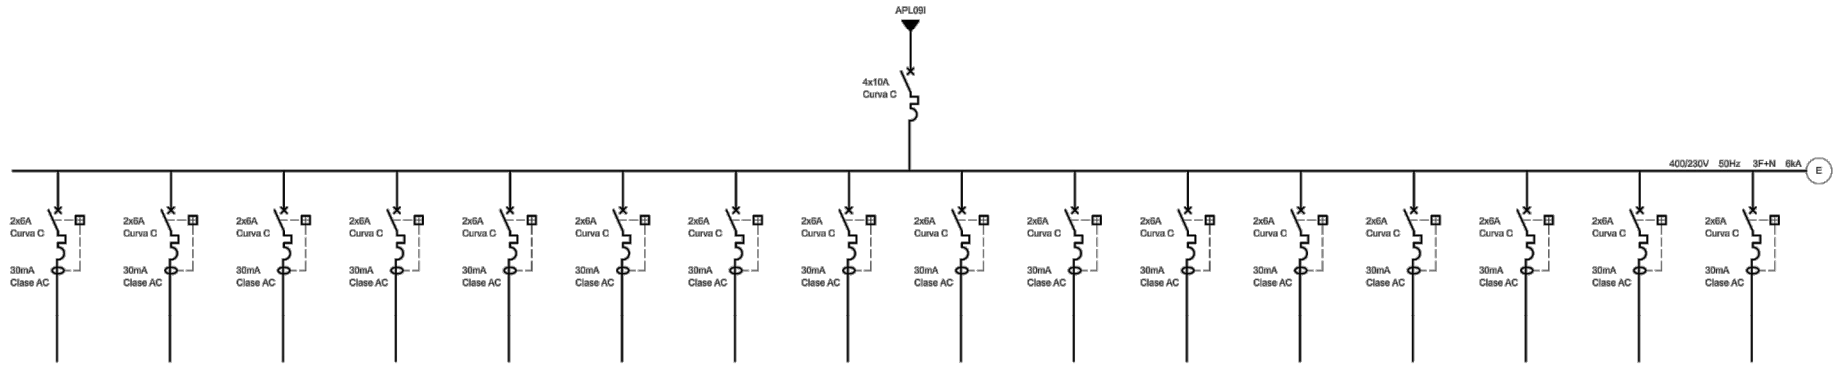 APL09I
4x10A
Curva C
400/230V 50Hz 3F+N 6kA
E
2x6A
Curva C
30mA
Clase AC
2x6A
Curva C
30mA
Clase AC
2x6A
Curva C
30mA
Clase AC
2x6A
Curva C
30mA
Clase AC
2x6A
Curva C
30mA
Clase AC
2x6A
Curva C
30mA
Clase AC
2x6A
Curva C
30mA
Clase AC
2x6A
Curva C
30mA
Clase AC
2x6A
Curva C
30mA
Clase AC
2x6A
Curva C
30mA
Clase AC
2x6A
Curva C
30mA
Clase AC
2x6A
Curva C
30mA
Clase AC
2x6A
Curva C
30mA
Clase AC
2x6A
Curva C
30mA
Clase AC
2x6A
Curva C
30mA
Clase AC
2x6A
Curva C
30mA
Clase AC